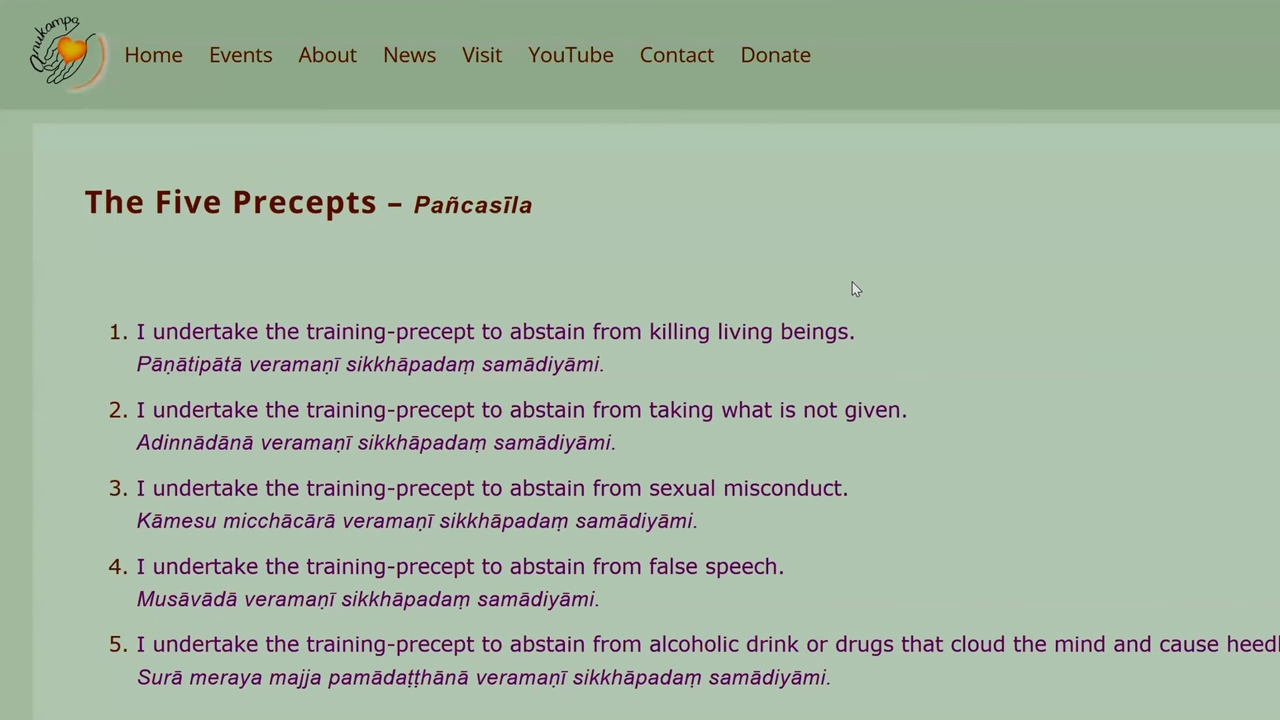 Anukampa
Home Events About News Visit YouTube Contact Donate
The Five Precepts – Pañcasīla
1. I undertake the training-precept to abstain from killing living beings.
Pāṇātipātā veramaṇī sikkhāpadaṃ samādiyāmi.
2. I undertake the training-precept to abstain from taking what is not given.
Adinnādānā veramaṇī sikkhāpadaṃ samādiyāmi.
3. I undertake the training-precept to abstain from sexual misconduct.
Kāmesu micchācārā veramaṇī sikkhāpadaṃ samādiyāmi.
4. I undertake the training-precept to abstain from false speech.
Musāvādā veramaṇī sikkhāpadaṃ samādiyāmi.
5. I undertake the training-precept to abstain from alcoholic drink or drugs that cloud the mind and cause
Surā meraya majja pamādaṭṭhānā veramaṇī sikkhāpadaṃ samādiyāmi.